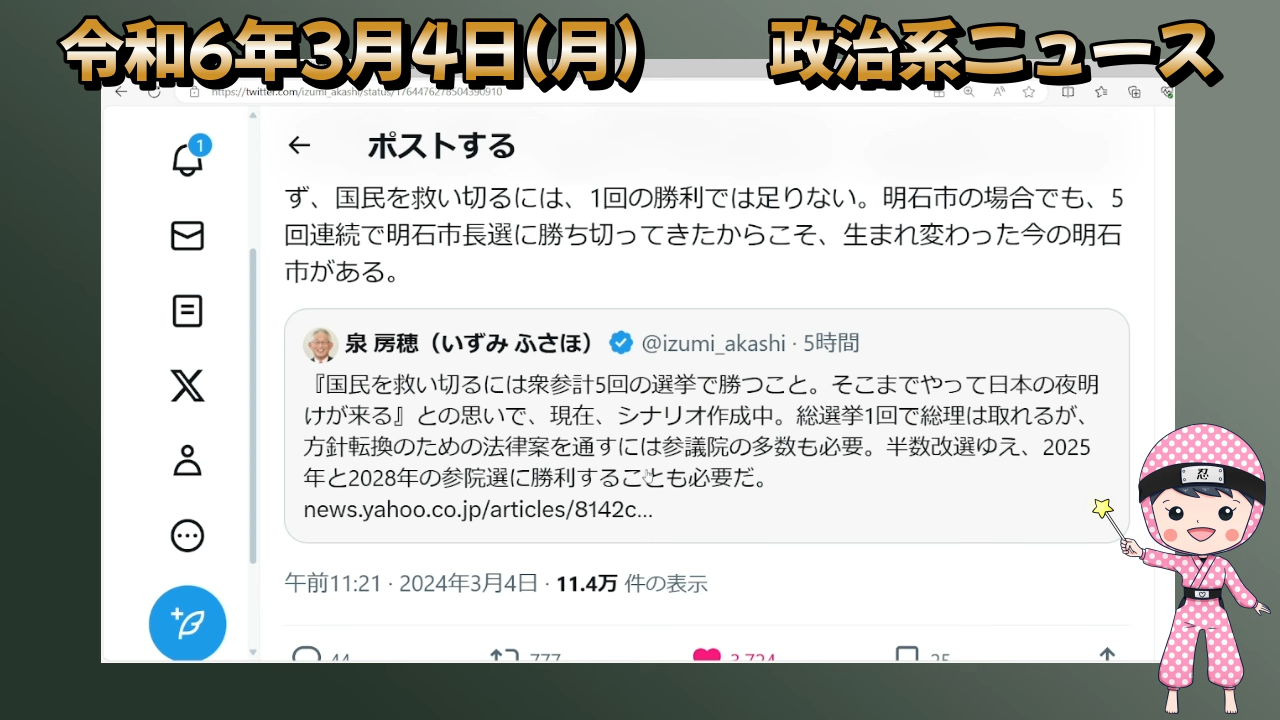 令和6年3月4日(月) 政治系ニュース
https://twitter.com/izumi_akashi/status/1764476278504390910
1
ポストする
ず、国民を救い切るには、1回の勝利では足りない。明石市の場合でも、5
回連続で明石市長選に勝ち切ってきたからこそ、生まれ変わった今の明石
市がある。
泉 房穂（いずみ ふさほ） @izumi_akashi · 5時間
『国民を救い切るには衆参計5回の選挙で勝つこと。そこまでやって日本の夜明
けが来る』との思いで、現在、シナリオ作成中。総選挙1回で総理は取れるが、
方針転換のための法律案を通すには参議院の多数も必要。半数改選ゆえ、2025
年と2028年の参院選に勝利することも必要だ。
news.yahoo.co.jp/articles/8142c...
午前11:21 · 2024年3月4日 · 11.4万 件の表示
44 777 3,724 25
忍